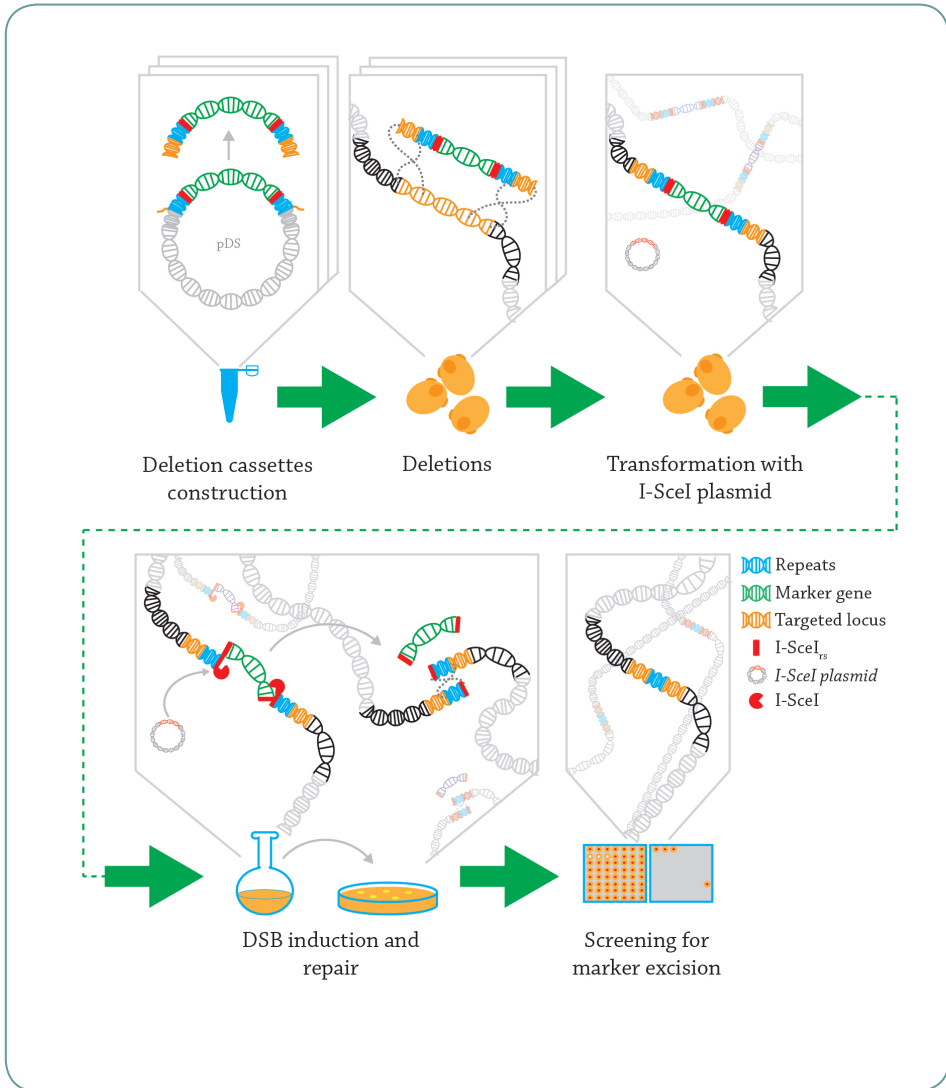 pDS
Deletion cassettes
construction
Deletions
Transformation with
I-SceI plasmid
Repeats
Marker gene
Targeted locus
I-SceIrs
I-SceI plasmid
I-SceI
DSB induction and
repair
Screening for
marker excision